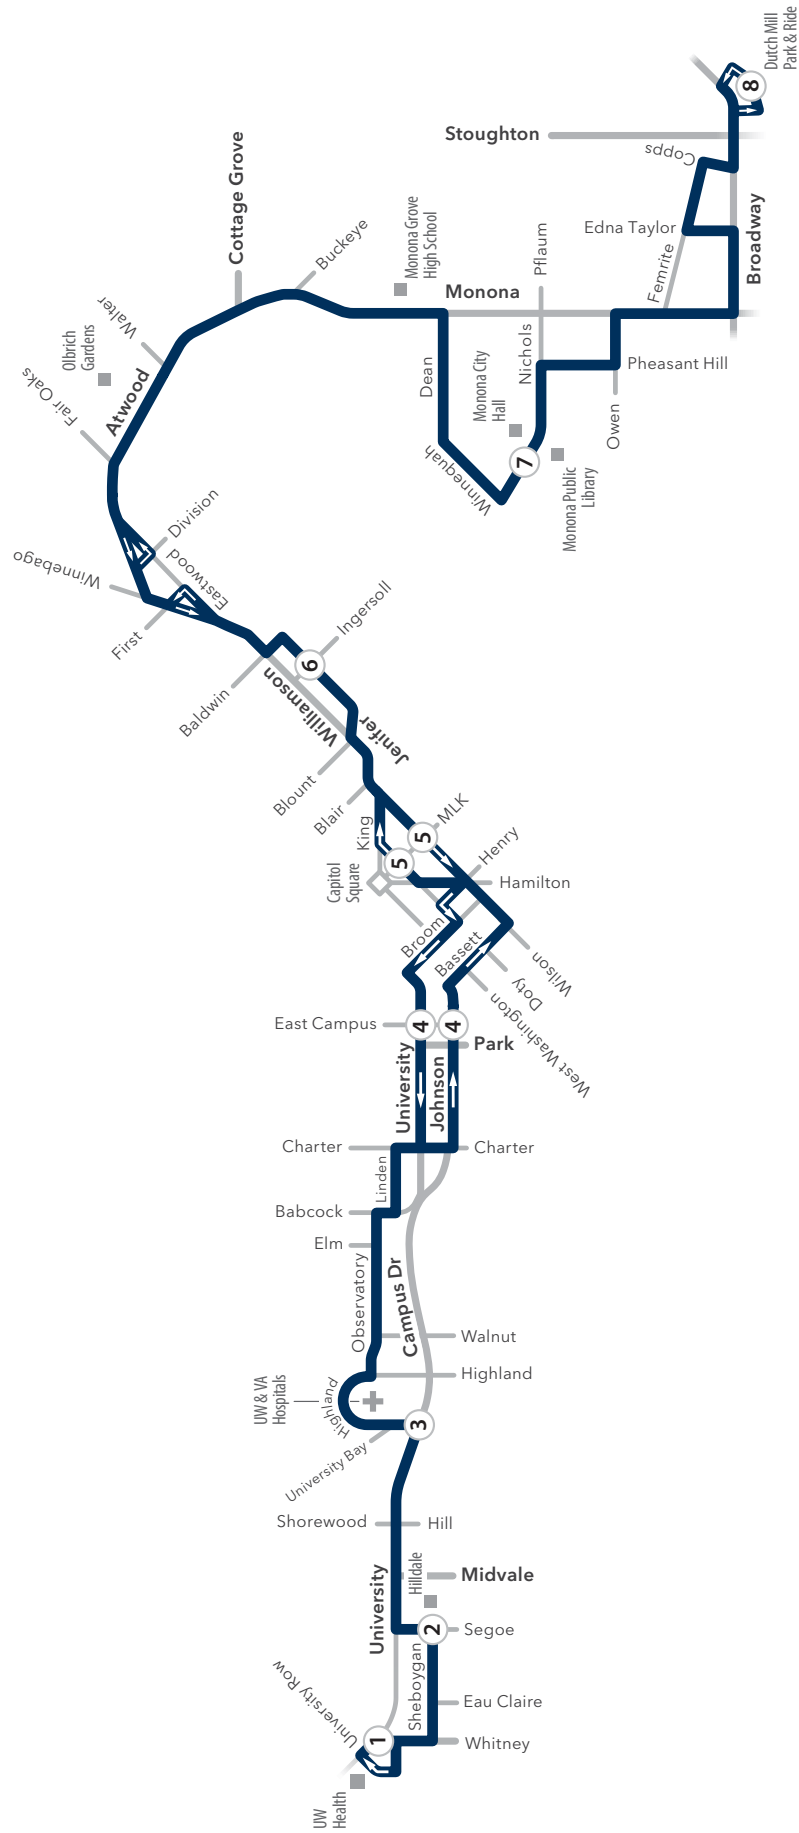 Dutch Mill
Park & Ride
8
Stoughton
Copps
Cottage Grove
Buckeye
Monona Grove
High School
Edna Taylor
Broadway
Pflaum
Femrite
Monona
Walter
Olbrich
Gardens
Fair Oaks
Atwood
Dean
Nichols
Pheasant Hill
Monona City
Hall
Owen
Winnequah
7
Monona Public
Library
Division
Winnebago
Eastwood
First
Ingersoll
6
Baldwin
Williamson
Jenifer
Blount
Blair
MLK
King
5
5
Henry
Capitol
Square
Hamilton
Broom
Bassett
Wilson
Doty
West Washington
East Campus
4
4
Park
University
Johnson
Charter
Charter
Linden
Babcock
Elm
Observatory
Campus Dr
Walnut
Highland
UW & VA
Hospitals
Highland
3
University Bay
Shorewood
Hill
Hilldale
Midvale
University
2
Segoe
Sheboygan
University Row
Eau Claire
1
Whitney
UW
Health